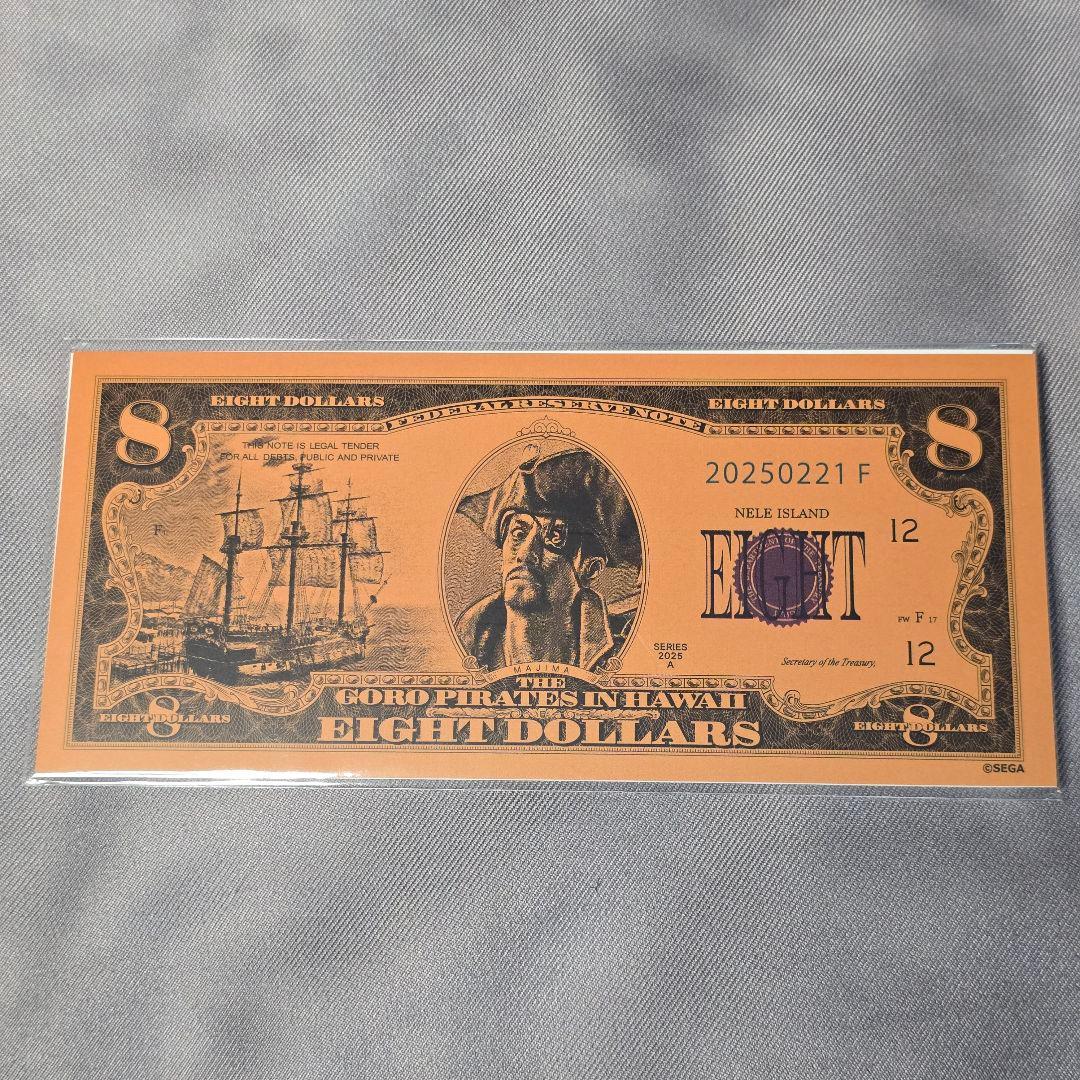 8
EIGHT DOLLARS
FEDERAL RESERVE NOTE
EIGHT DOLLARS
8
THIS NOTE IS LEGAL TENDER
FOR ALL DEBTS, PUBLIC AND PRIVATE
20250221 F
NELE ISLAND
F
EIGHT
12
FW F 17
SERIES
2025
A
Secretary of the Treasury,
12
MAJIMA
THE
GORO PIRATES IN HAWAII
EIGHT DOLLARS
8
EIGHT DOLLARS
EIGHT DOLLARS
8
©SEGA